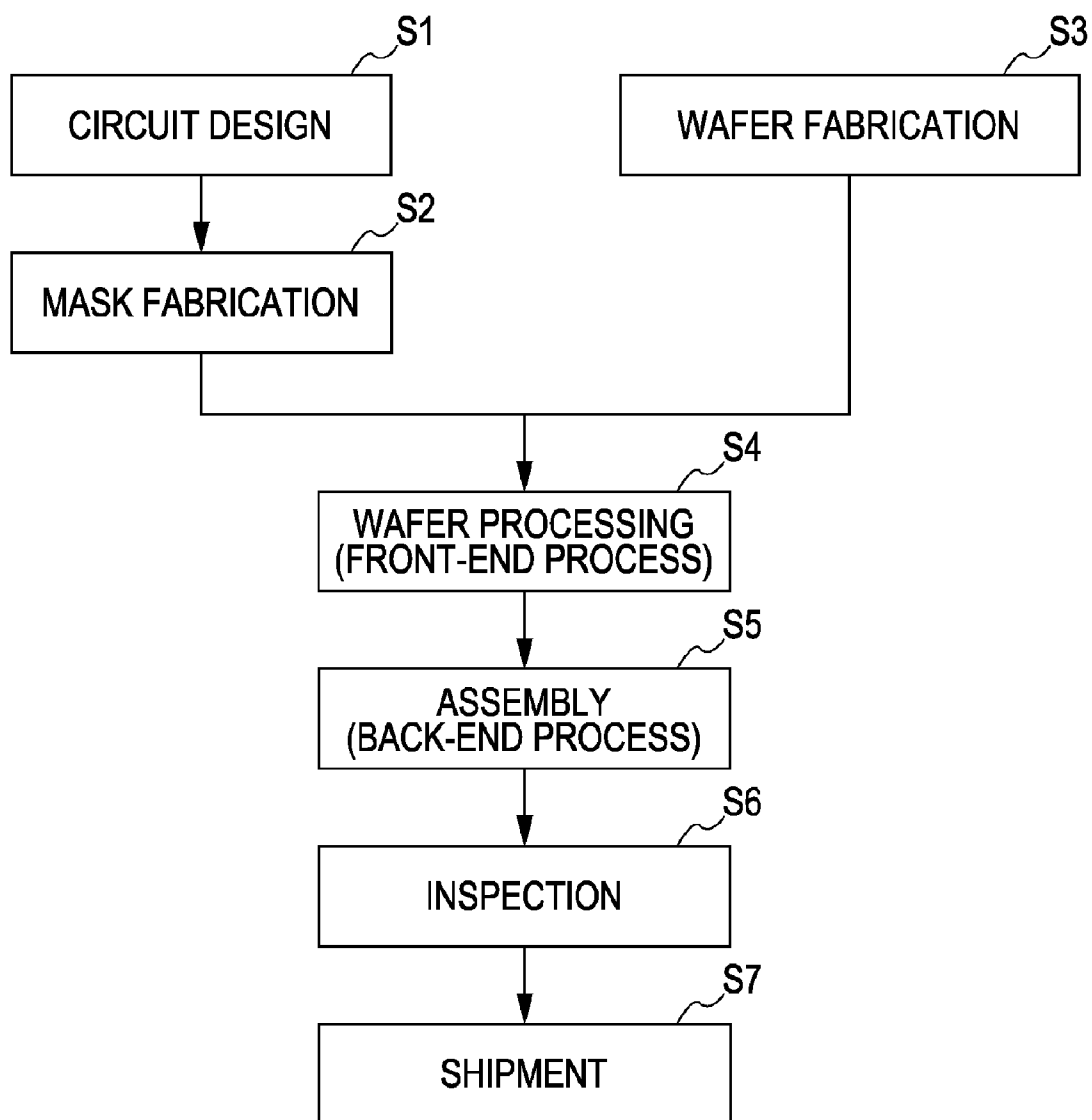 S1
CIRCUIT DESIGN
S3
WAFER FABRICATION
S2
MASK FABRICATION
S4
WAFER PROCESSING
(FRONT-END PROCESS)
S5
ASSEMBLY
(BACK-END PROCESS)
S6
INSPECTION
S7
SHIPMENT